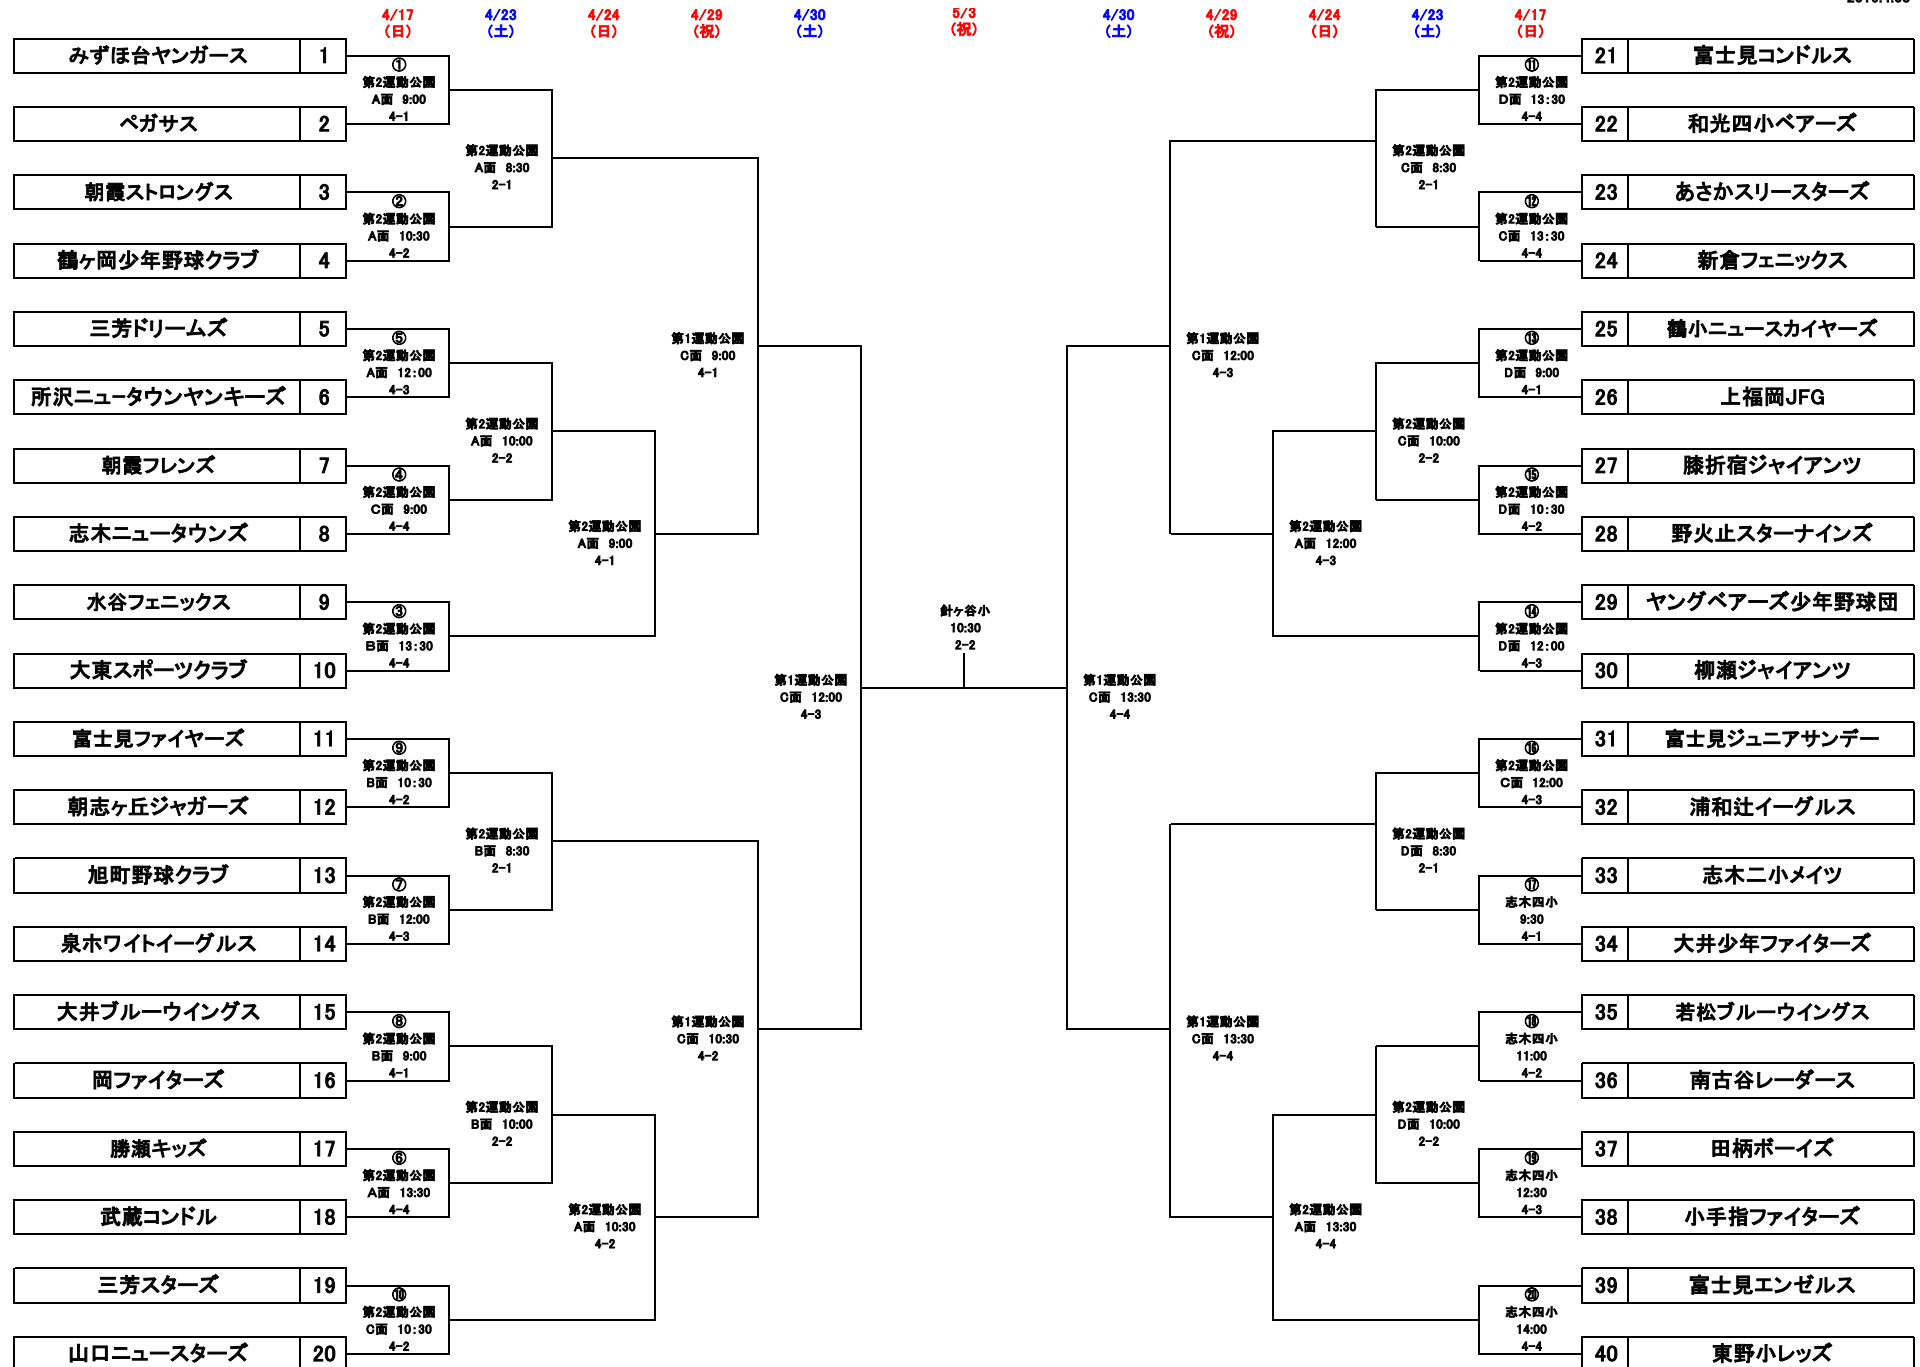 4/17 4/23 4/24 4/29 4/30 5/3 4/30 4/29 4/24 4/23 4/17
(日) (土) (日) (祝) (土) (祝) (土) (祝) (日) (土) (日)
みずほ台ヤンガース 1
①
第2運動公園
A面 9:00
4-1
ペガサス 2
第2運動公園
A面 8:30
2-1
朝霞ストロングス 3
②
第2運動公園
A面 10:30
4-2
鶴ヶ岡少年野球クラブ 4
三芳ドリームズ 5
⑤
第2運動公園
A面 12:00
4-3
第1運動公園
C面 9:00
4-1
所沢ニュータウンヤンキーズ 6
第2運動公園
A面 10:00
2-2
朝霞フレンズ 7
④
第2運動公園
C面 9:00
4-4
志木ニュータウンズ 8
第2運動公園
A面 9:00
4-1
水谷フェニックス 9
③
第2運動公園
B面 13:30
4-4
大東スポーツクラブ 10
第1運動公園
C面 12:00
4-3
富士見ファイヤーズ 11
⑨
第2運動公園
B面 10:30
4-2
朝志ヶ丘ジャガーズ 12
第2運動公園
B面 8:30
2-1
旭町野球クラブ 13
⑦
第2運動公園
B面 12:00
4-3
泉ホワイトイーグルス 14
大井ブルーウイングス 15
⑧
第2運動公園
B面 9:00
4-1
第1運動公園
C面 10:30
4-2
岡ファイターズ 16
第2運動公園
B面 10:00
2-2
勝瀬キッズ 17
⑥
第2運動公園
A面 13:30
4-4
武蔵コンドル 18
第2運動公園
A面 10:30
4-2
三芳スターズ 19
⑩
第2運動公園
C面 10:30
4-2
山口ニュースターズ 20
針ヶ谷小
10:30
2-2
21 富士見コンドルス
⑪
第2運動公園
D面 13:30
4-4
22 和光四小ベアーズ
第2運動公園
C面 8:30
2-1
23 あさかスリースターズ
⑫
第2運動公園
C面 13:30
4-4
24 新倉フェニックス
25 鶴小ニュースカイヤーズ
⑬
第2運動公園
D面 9:00
4-1
第1運動公園
C面 12:00
4-3
26 上福岡JFG
第2運動公園
C面 10:00
2-2
27 膝折宿ジャイアンツ
⑮
第2運動公園
D面 10:30
4-2
28 野火止スターナインズ
第2運動公園
A面 12:00
4-3
29 ヤングベアーズ少年野球団
⑭
第2運動公園
D面 12:00
4-3
30 柳瀬ジャイアンツ
第1運動公園
C面 13:30
4-4
31 富士見ジュニアサンデー
⑯
第2運動公園
C面 12:00
4-3
32 浦和辻イーグルス
第2運動公園
D面 8:30
2-1
33 志木二小メイツ
⑰
志木四小
9:30
4-1
34 大井少年ファイターズ
35 若松ブルーウイングス
⑱
志木四小
11:00
4-2
第1運動公園
C面 13:30
4-4
36 南古谷レーダース
第2運動公園
D面 10:00
2-2
37 田柄ボーイズ
⑲
志木四小
12:30
4-3
38 小手指ファイターズ
第2運動公園
A面 13:30
4-4
39 富士見エンゼルス
⑳
志木四小
14:00
4-4
40 東野小レッズ